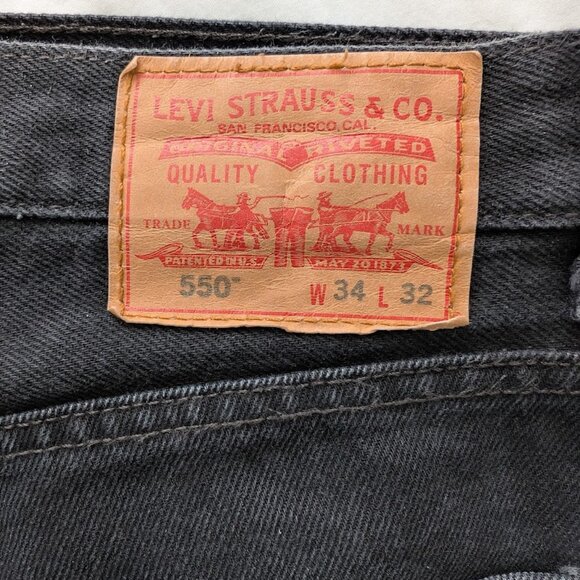 LEVI STRAUSS & CO.
SAN FRANCISCO, CAL.
ORIGINAL RIVETED
QUALITY CLOTHING
TRADE MARK
PATENTED IN U.S. MAY 20 1873
550™ W 34 L 32